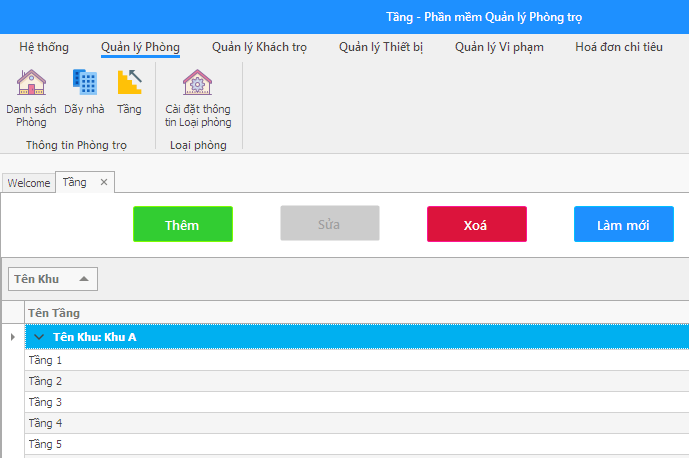 Tầng - Phần mềm Quản lý Phòng trọ
Hệ thống Quản lý Phòng Quản lý Khách trọ Quản lý Thiết bị Quản lý Vi phạm Hoá đơn chi tiêu
Danh sách Phòng Dãy nhà Tầng Cài đặt thông tin Loại phòng
Thông tin Phòng trọ Loại phòng
Welcome Tầng ×
Thêm Sửa Xoá Làm mới
Tên Khu
Tên Tầng
Tên Khu: Khu A
Tầng 1
Tầng 2
Tầng 3
Tầng 4
Tầng 5